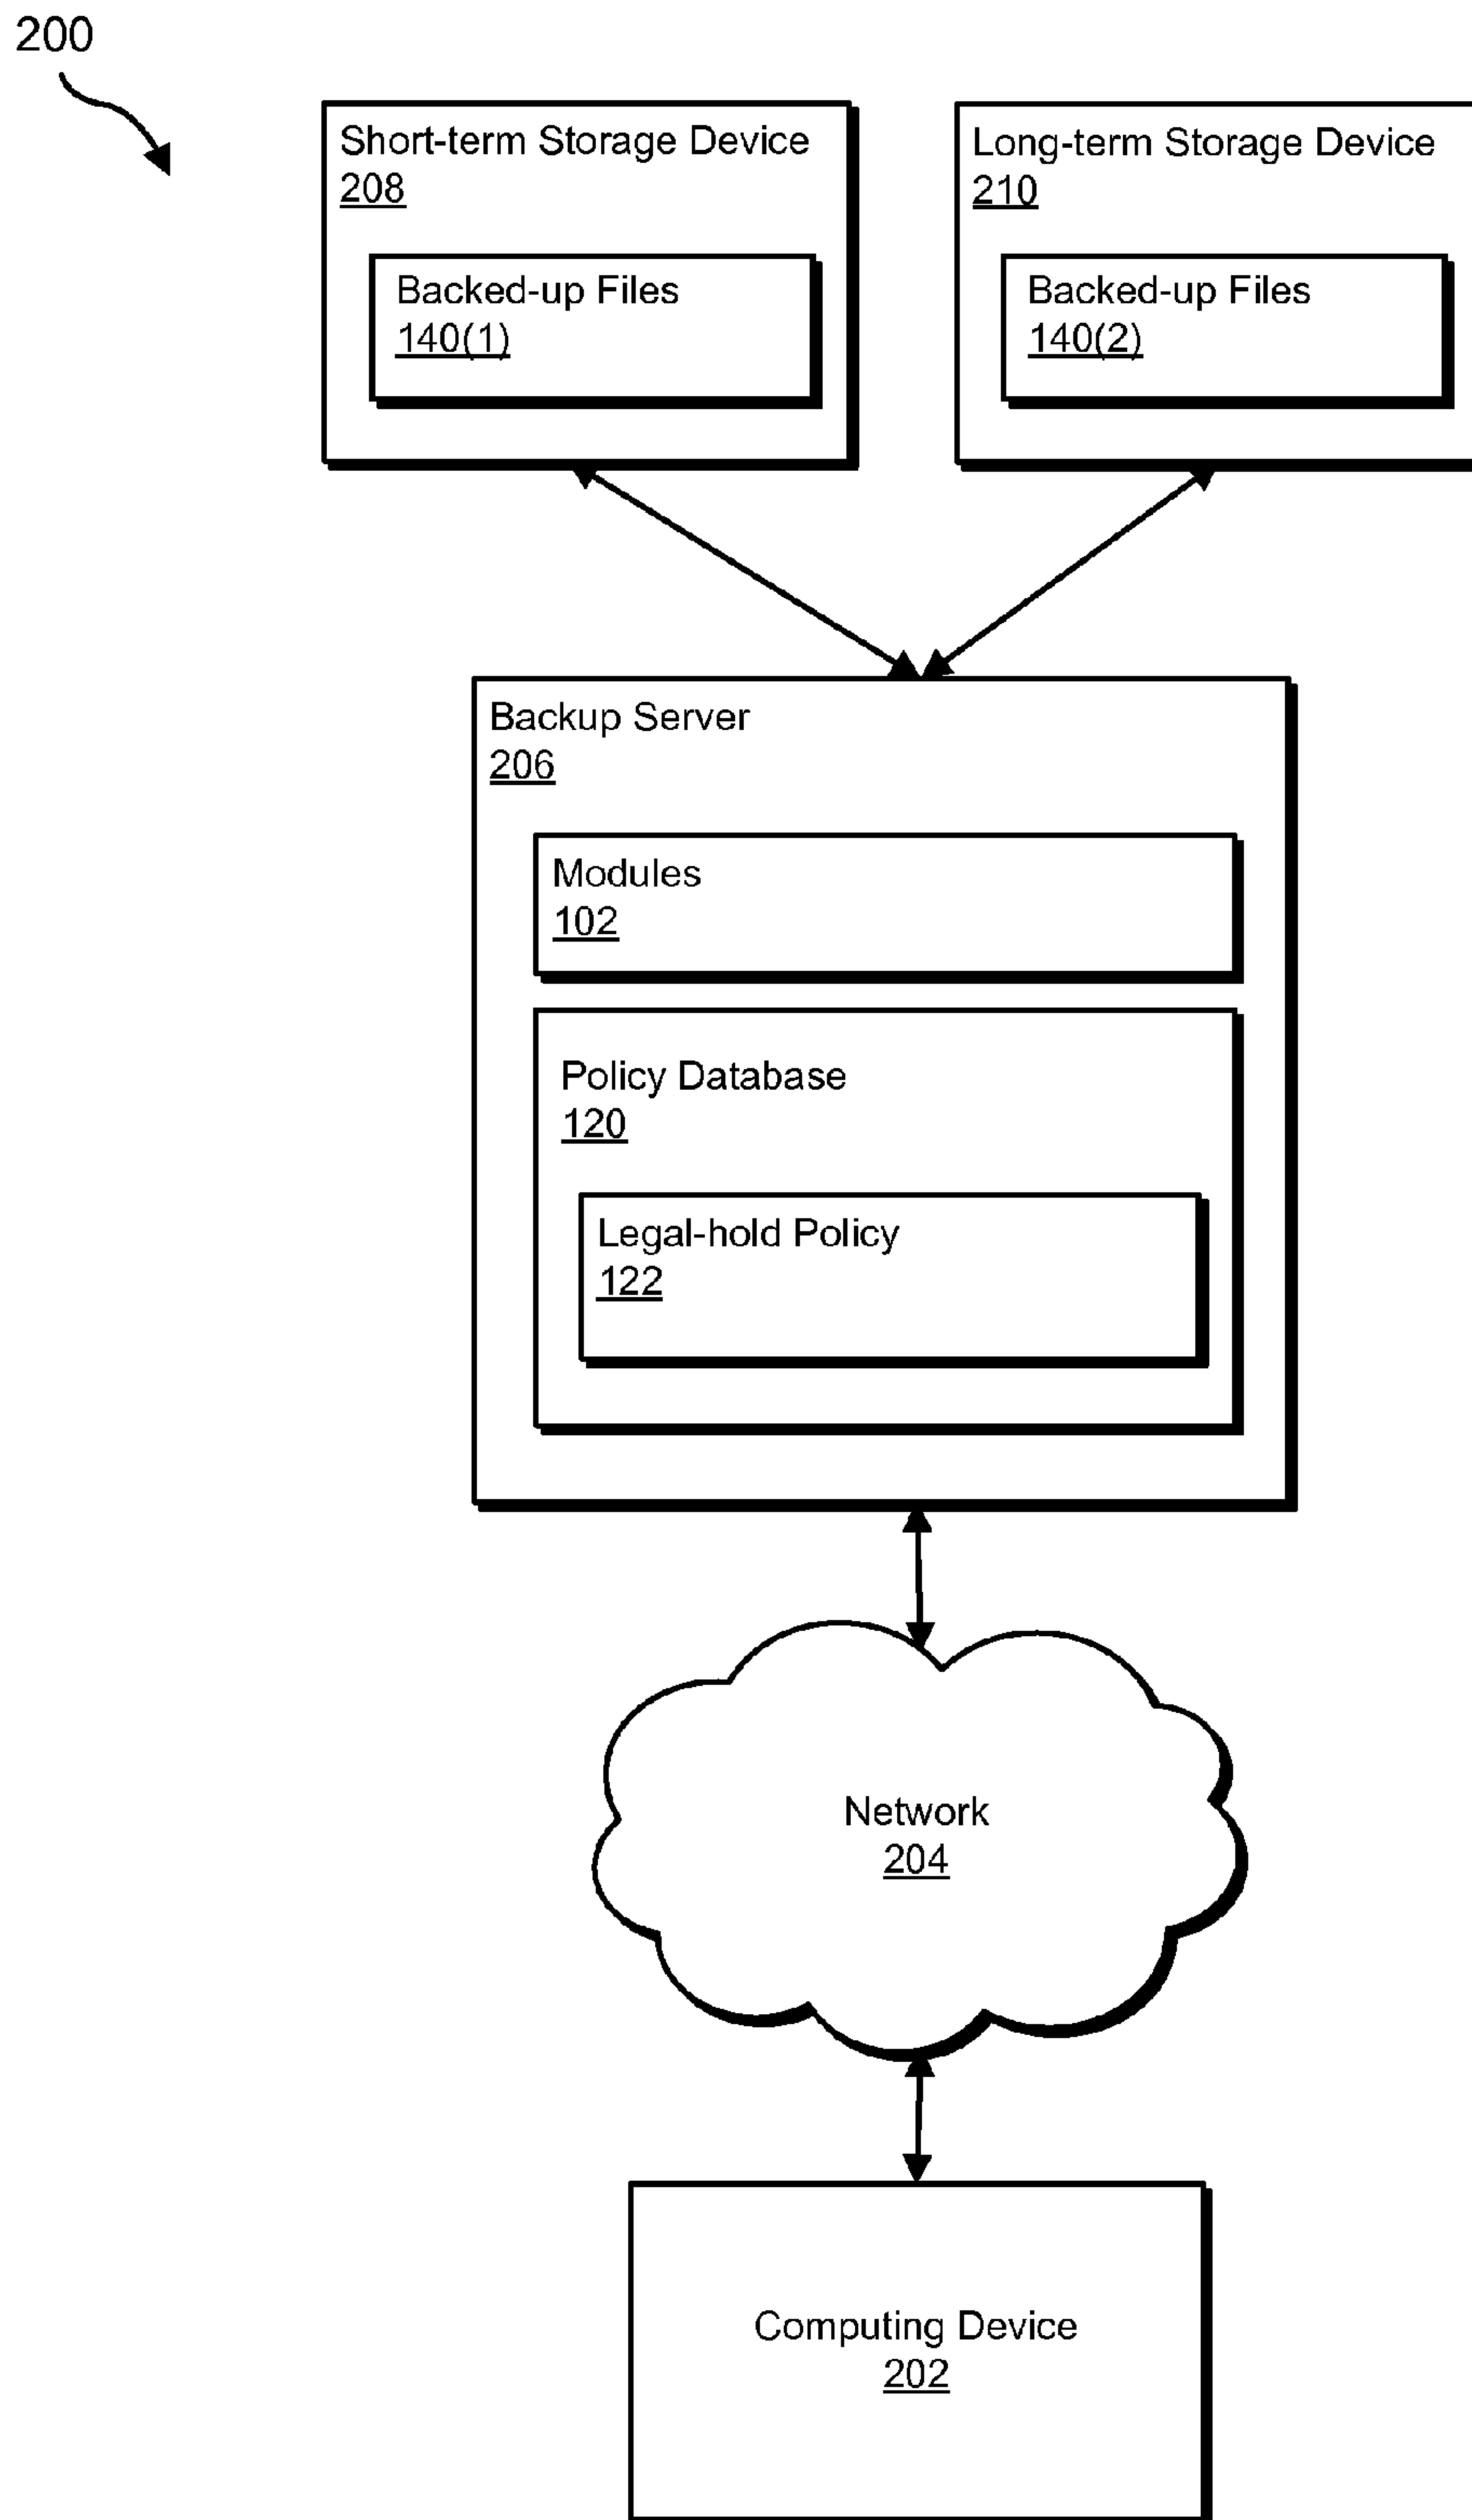 200
Short-term Storage Device
208
Backed-up Files
140(1)
Long-term Storage Device
210
Backed-up Files
140(2)
Backup Server
206
Modules
102
Policy Database
120
Legal-hold Policy
122
Network
204
Computing Device
202